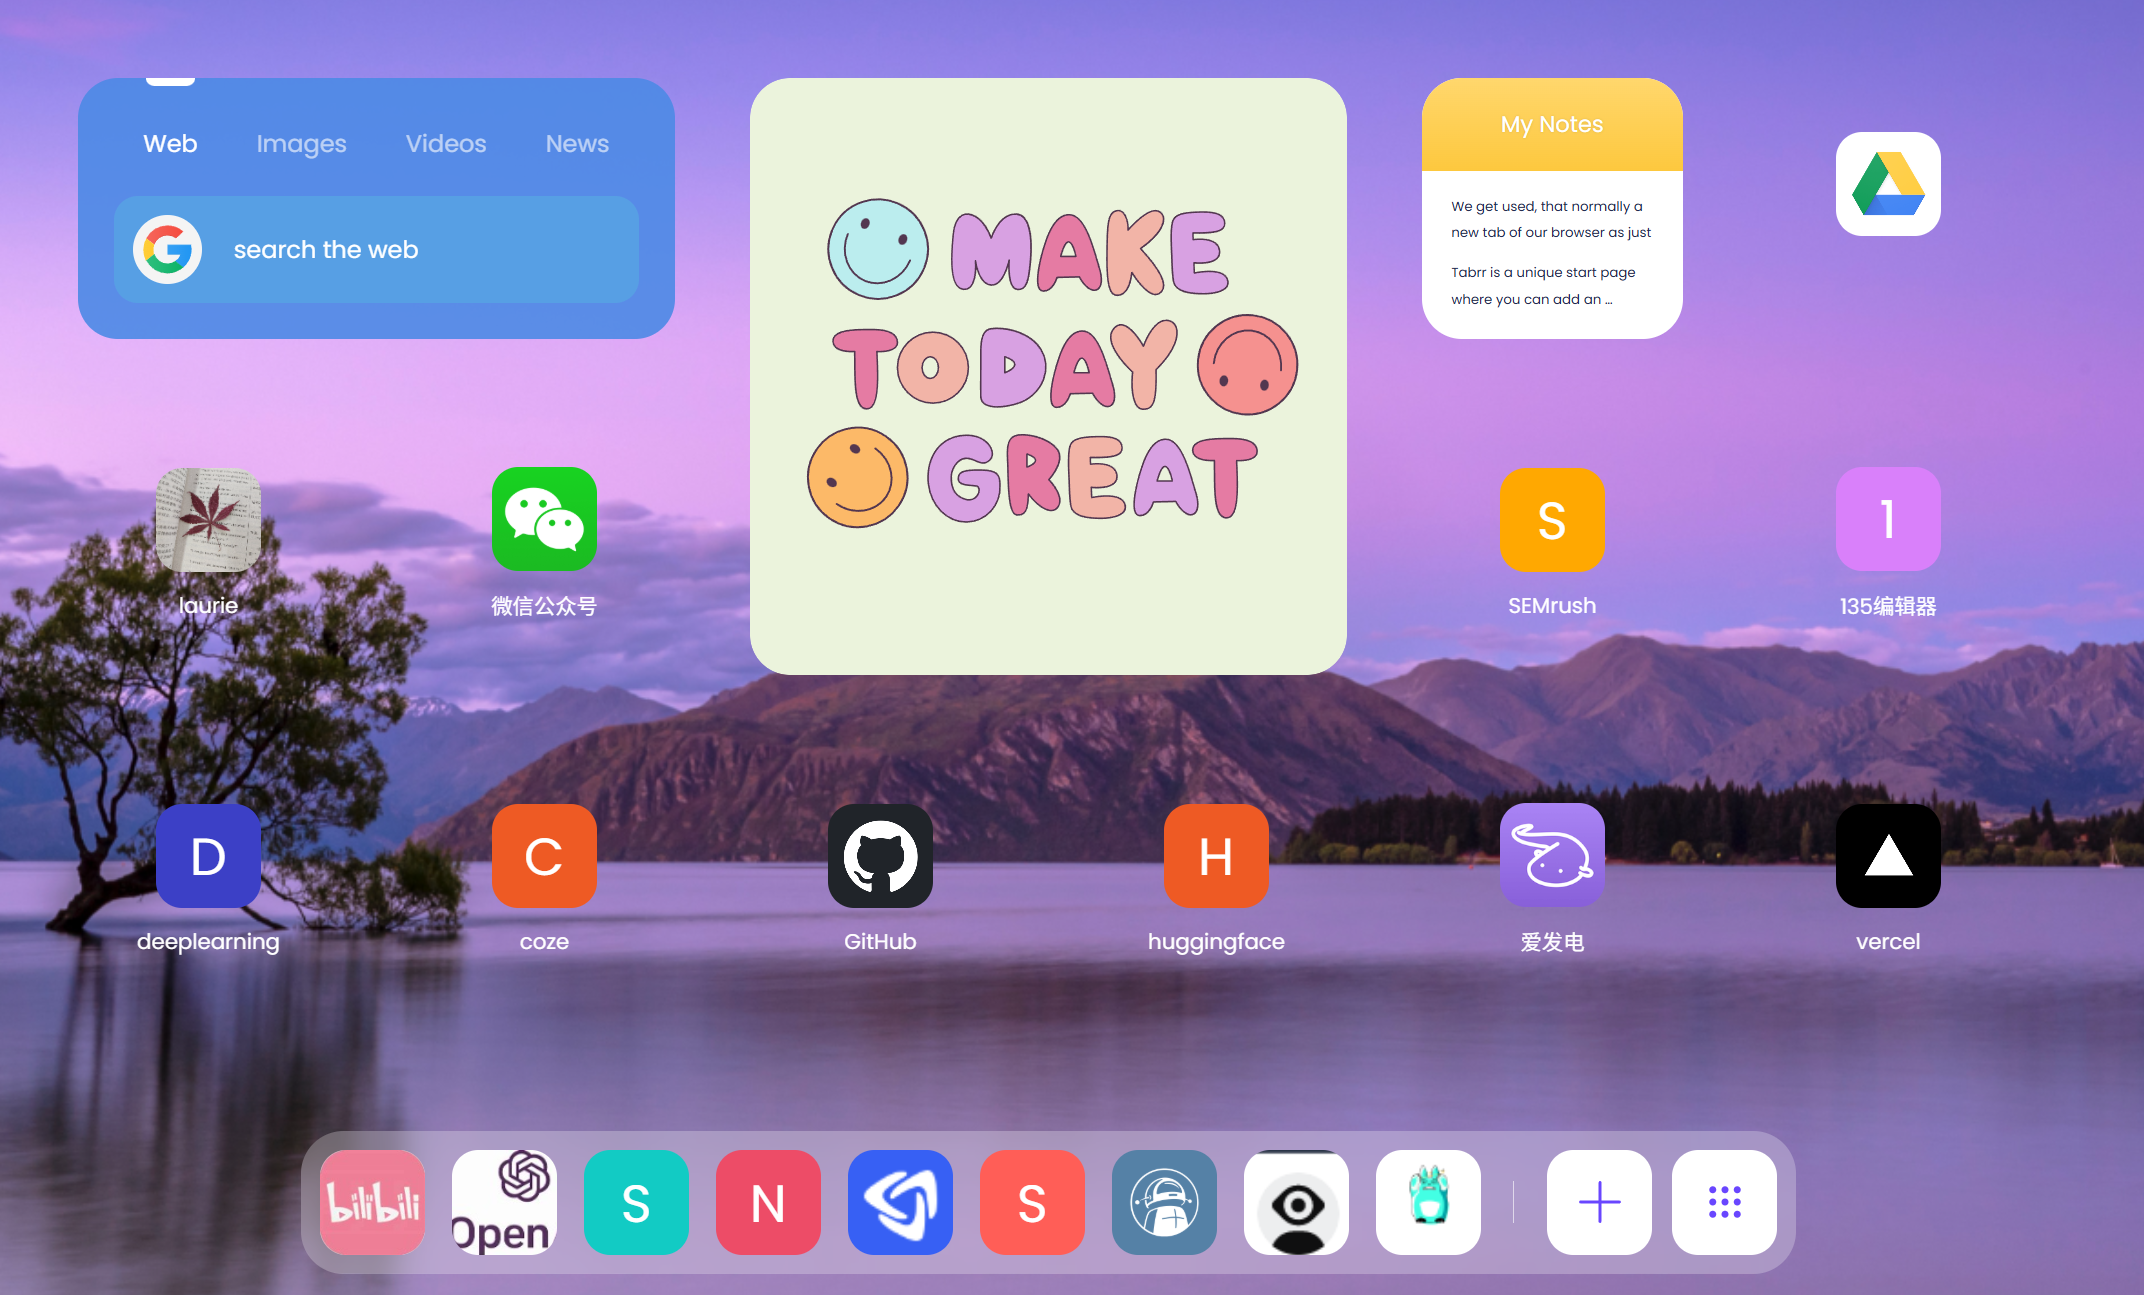 Web Images Videos News
search the web
MAKE
TODAY
GREAT
My Notes
We get used, that normally a
new tab of our browser as just
Tabrr is a unique start page
where you can add an ...
laurie
微信公众号
S
SEMrush
1
135编辑器
D
deeplearning
C
coze
GitHub
H
huggingface
爱发电
vercel
bilibili
Open
S
N
S